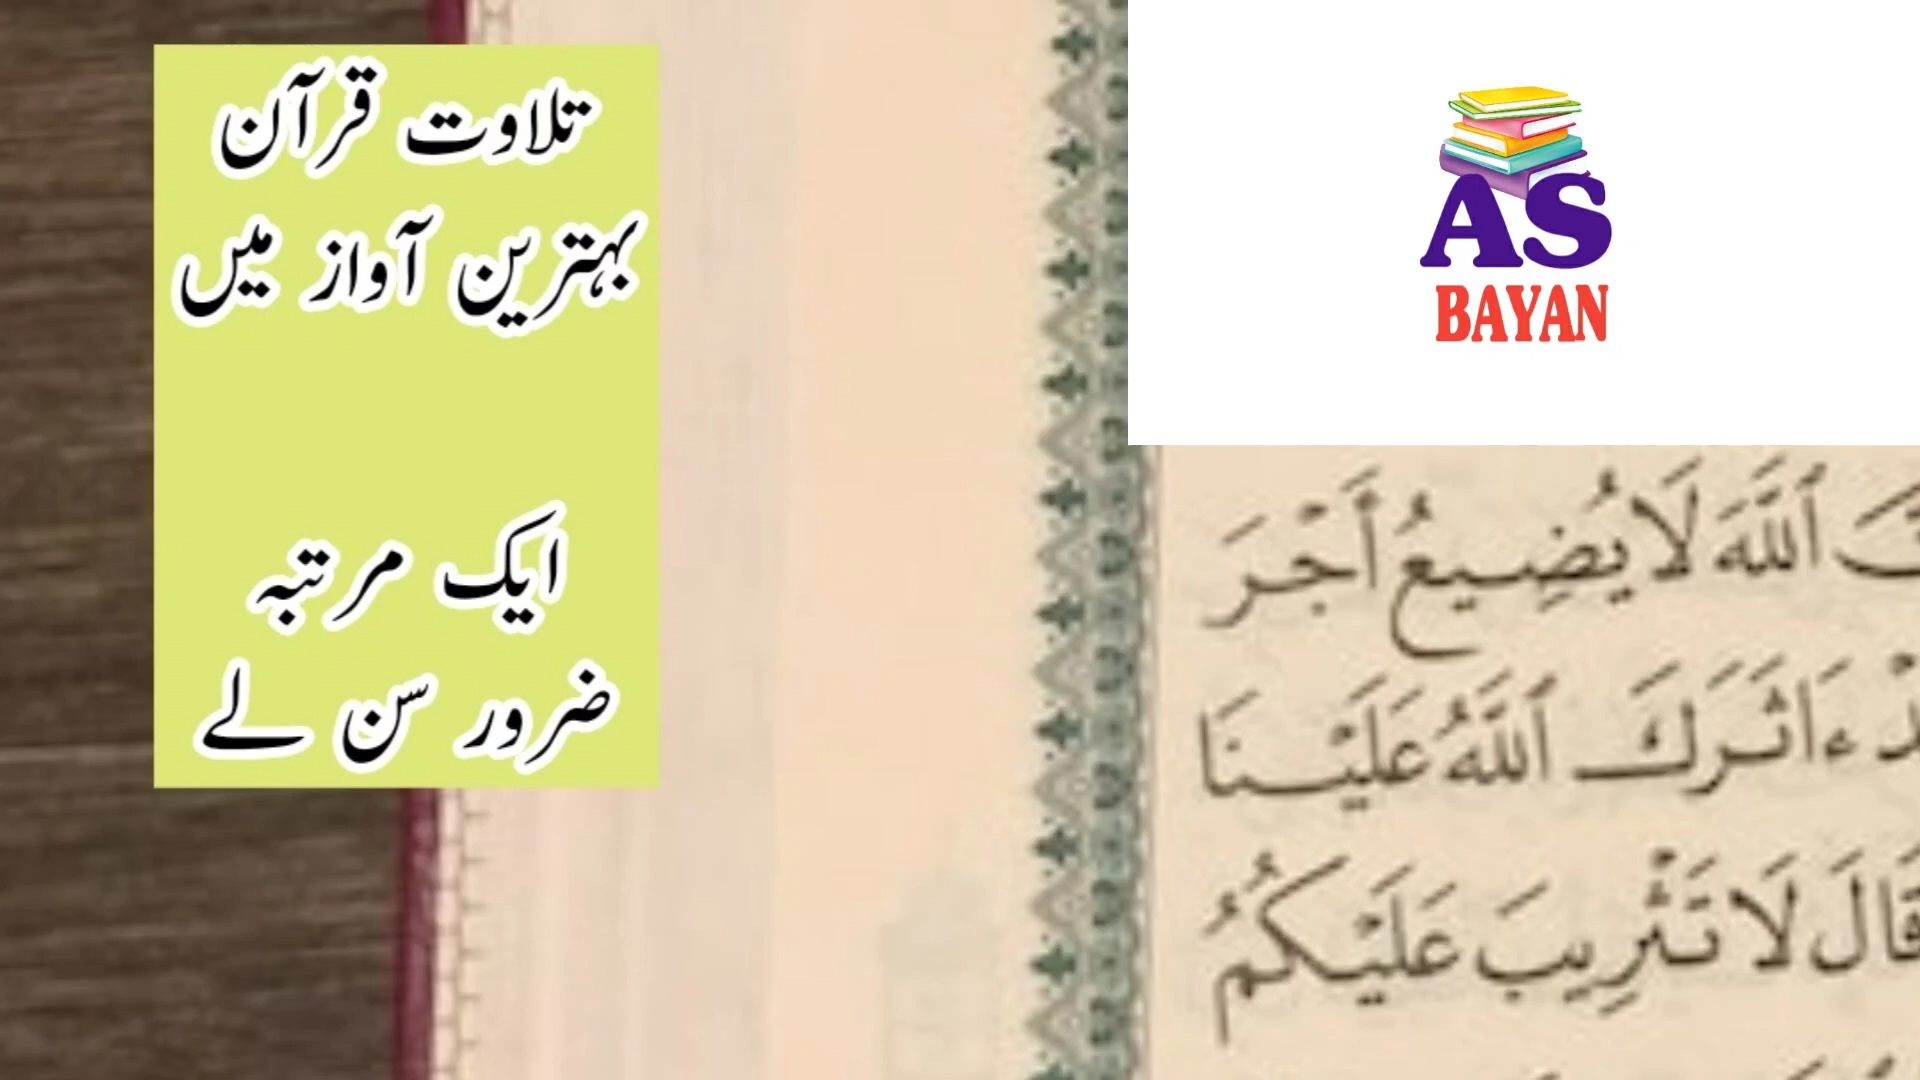 تلاوت قرآن
بہترین آواز میں
ایک مرتبہ
ضرور سن لے
AS
BAYAN
ٱللَّهَ لَا يُضِيعُ أَجْرَ
ءَاثَرَكَ ٱللَّهُ عَلَيْنَا
قَالَ لَا تَثْرِيبَ عَلَيْكُمُ